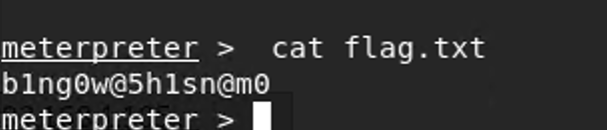 meterpreter >  cat flag.txt
b1ng0w@5h1sn@m0
meterpreter >